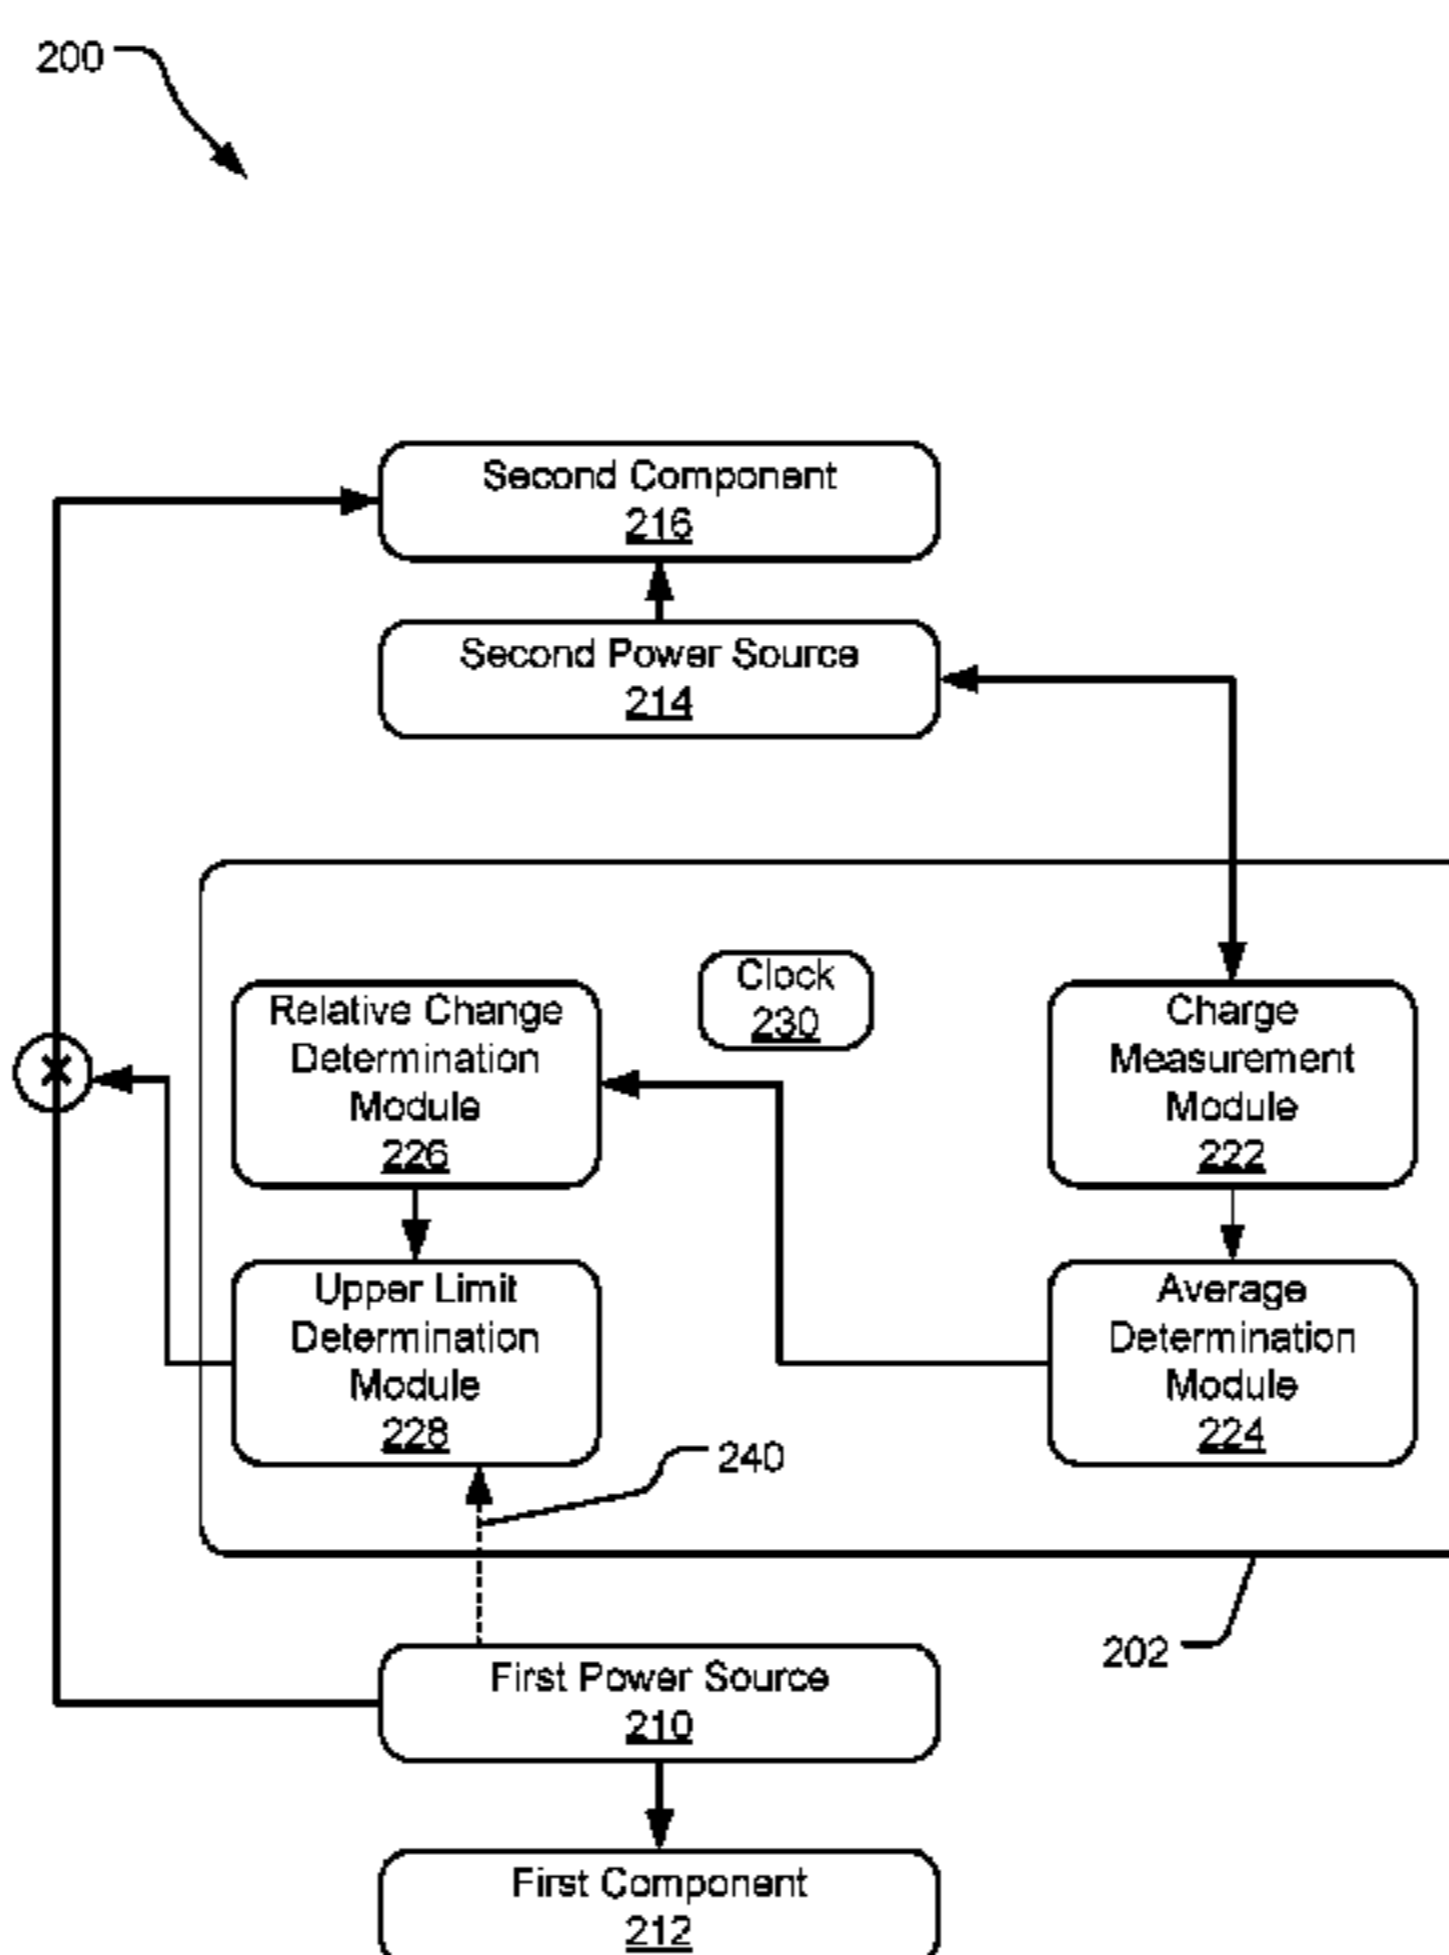 200
Second Component
216
Second Power Source
214
Clock
230
Relative Change
Determination
Module
226
Charge
Measurement
Module
222
Upper Limit
Determination
Module
228
Average
Determination
Module
224
240
202
First Power Source
210
First Component
212